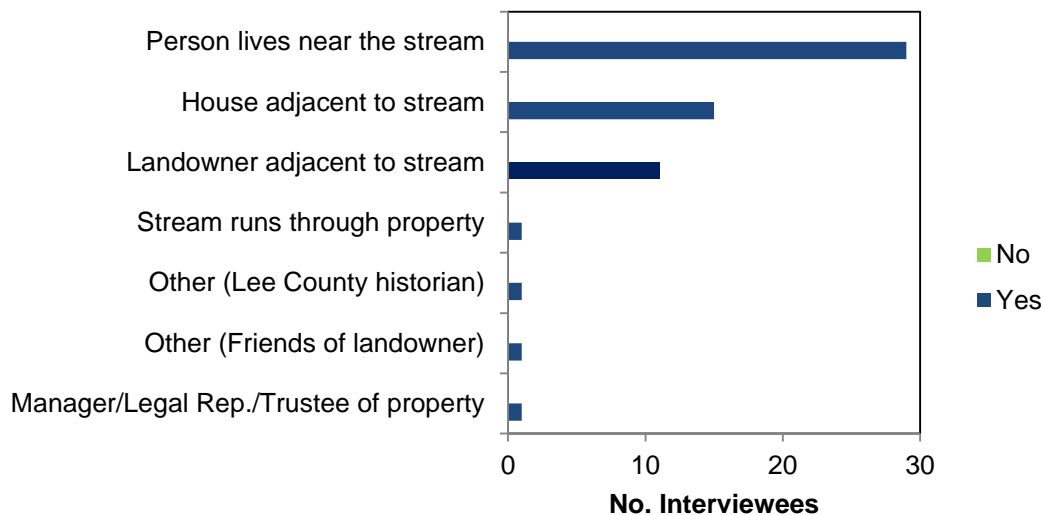 Person lives near the stream
House adjacent to stream
Landowner adjacent to stream
Stream runs through property
Other (Lee County historian)
Other (Friends of landowner)
Manager/Legal Rep./Trustee of property
0 10 20 30
No. Interviewees
No
Yes